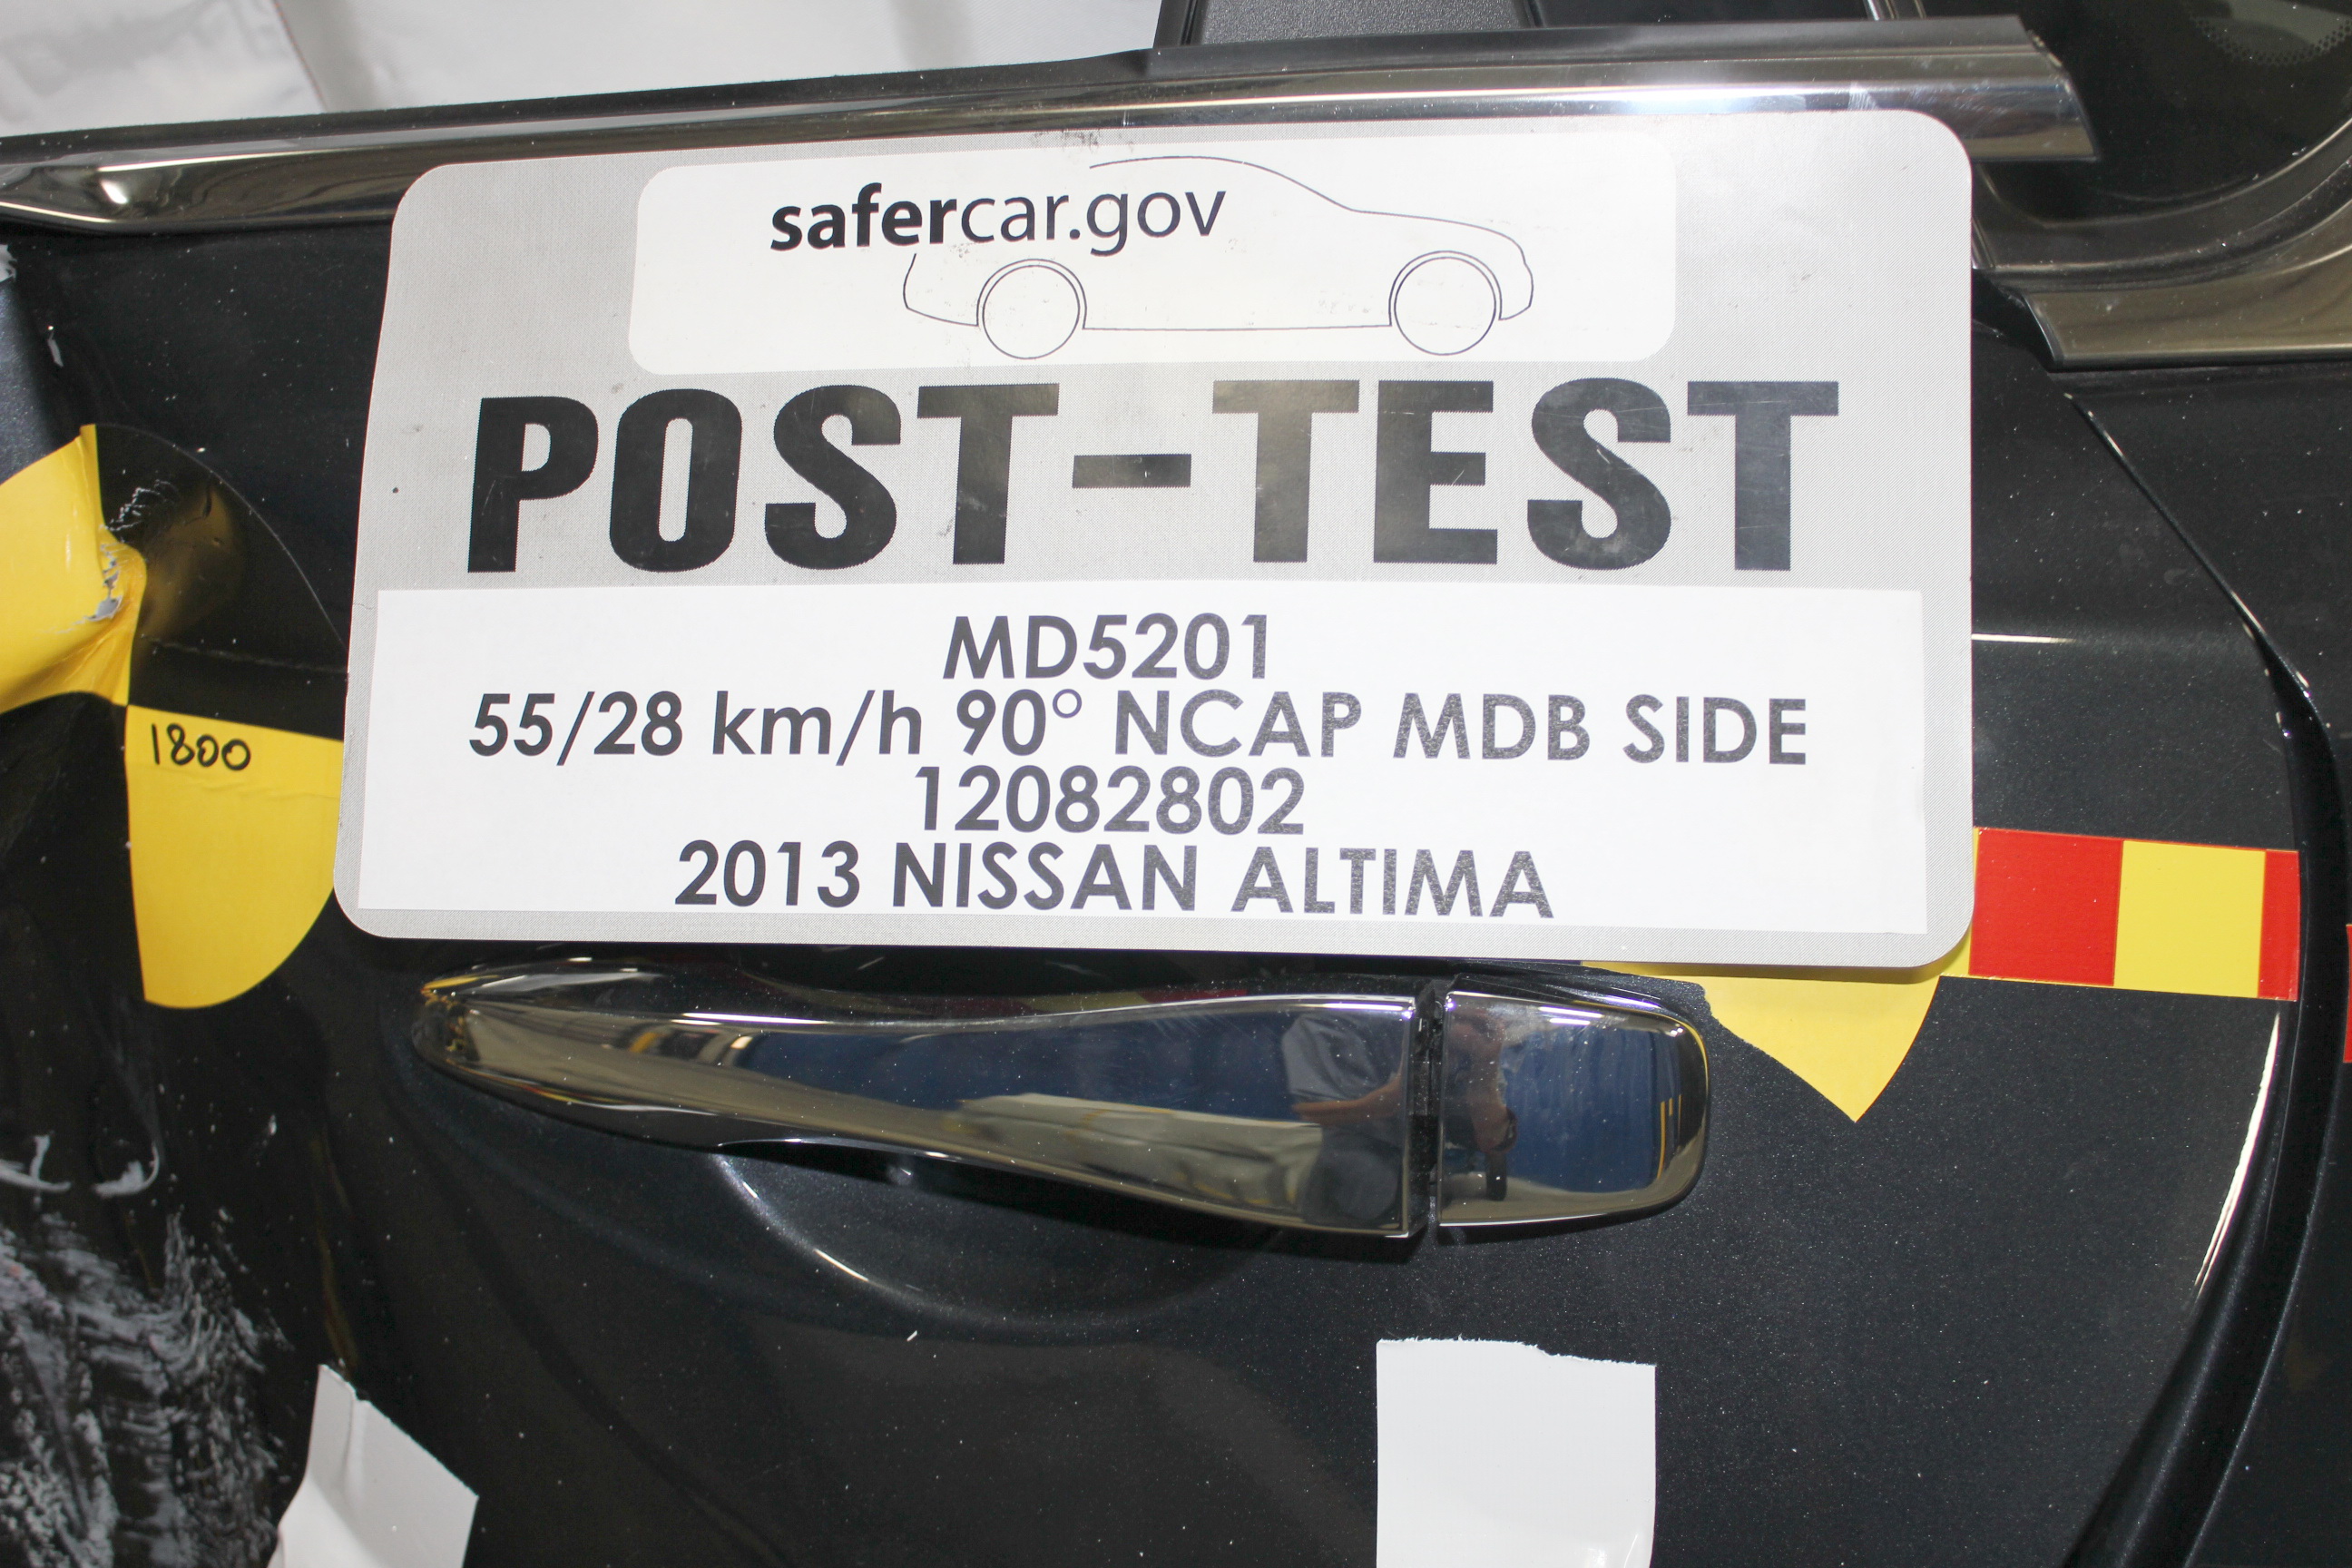 safercar.gov
POST-TEST
MD5201
55/28 km/h 90° NCAP MDB SIDE
12082802
2013 NISSAN ALTIMA
1800